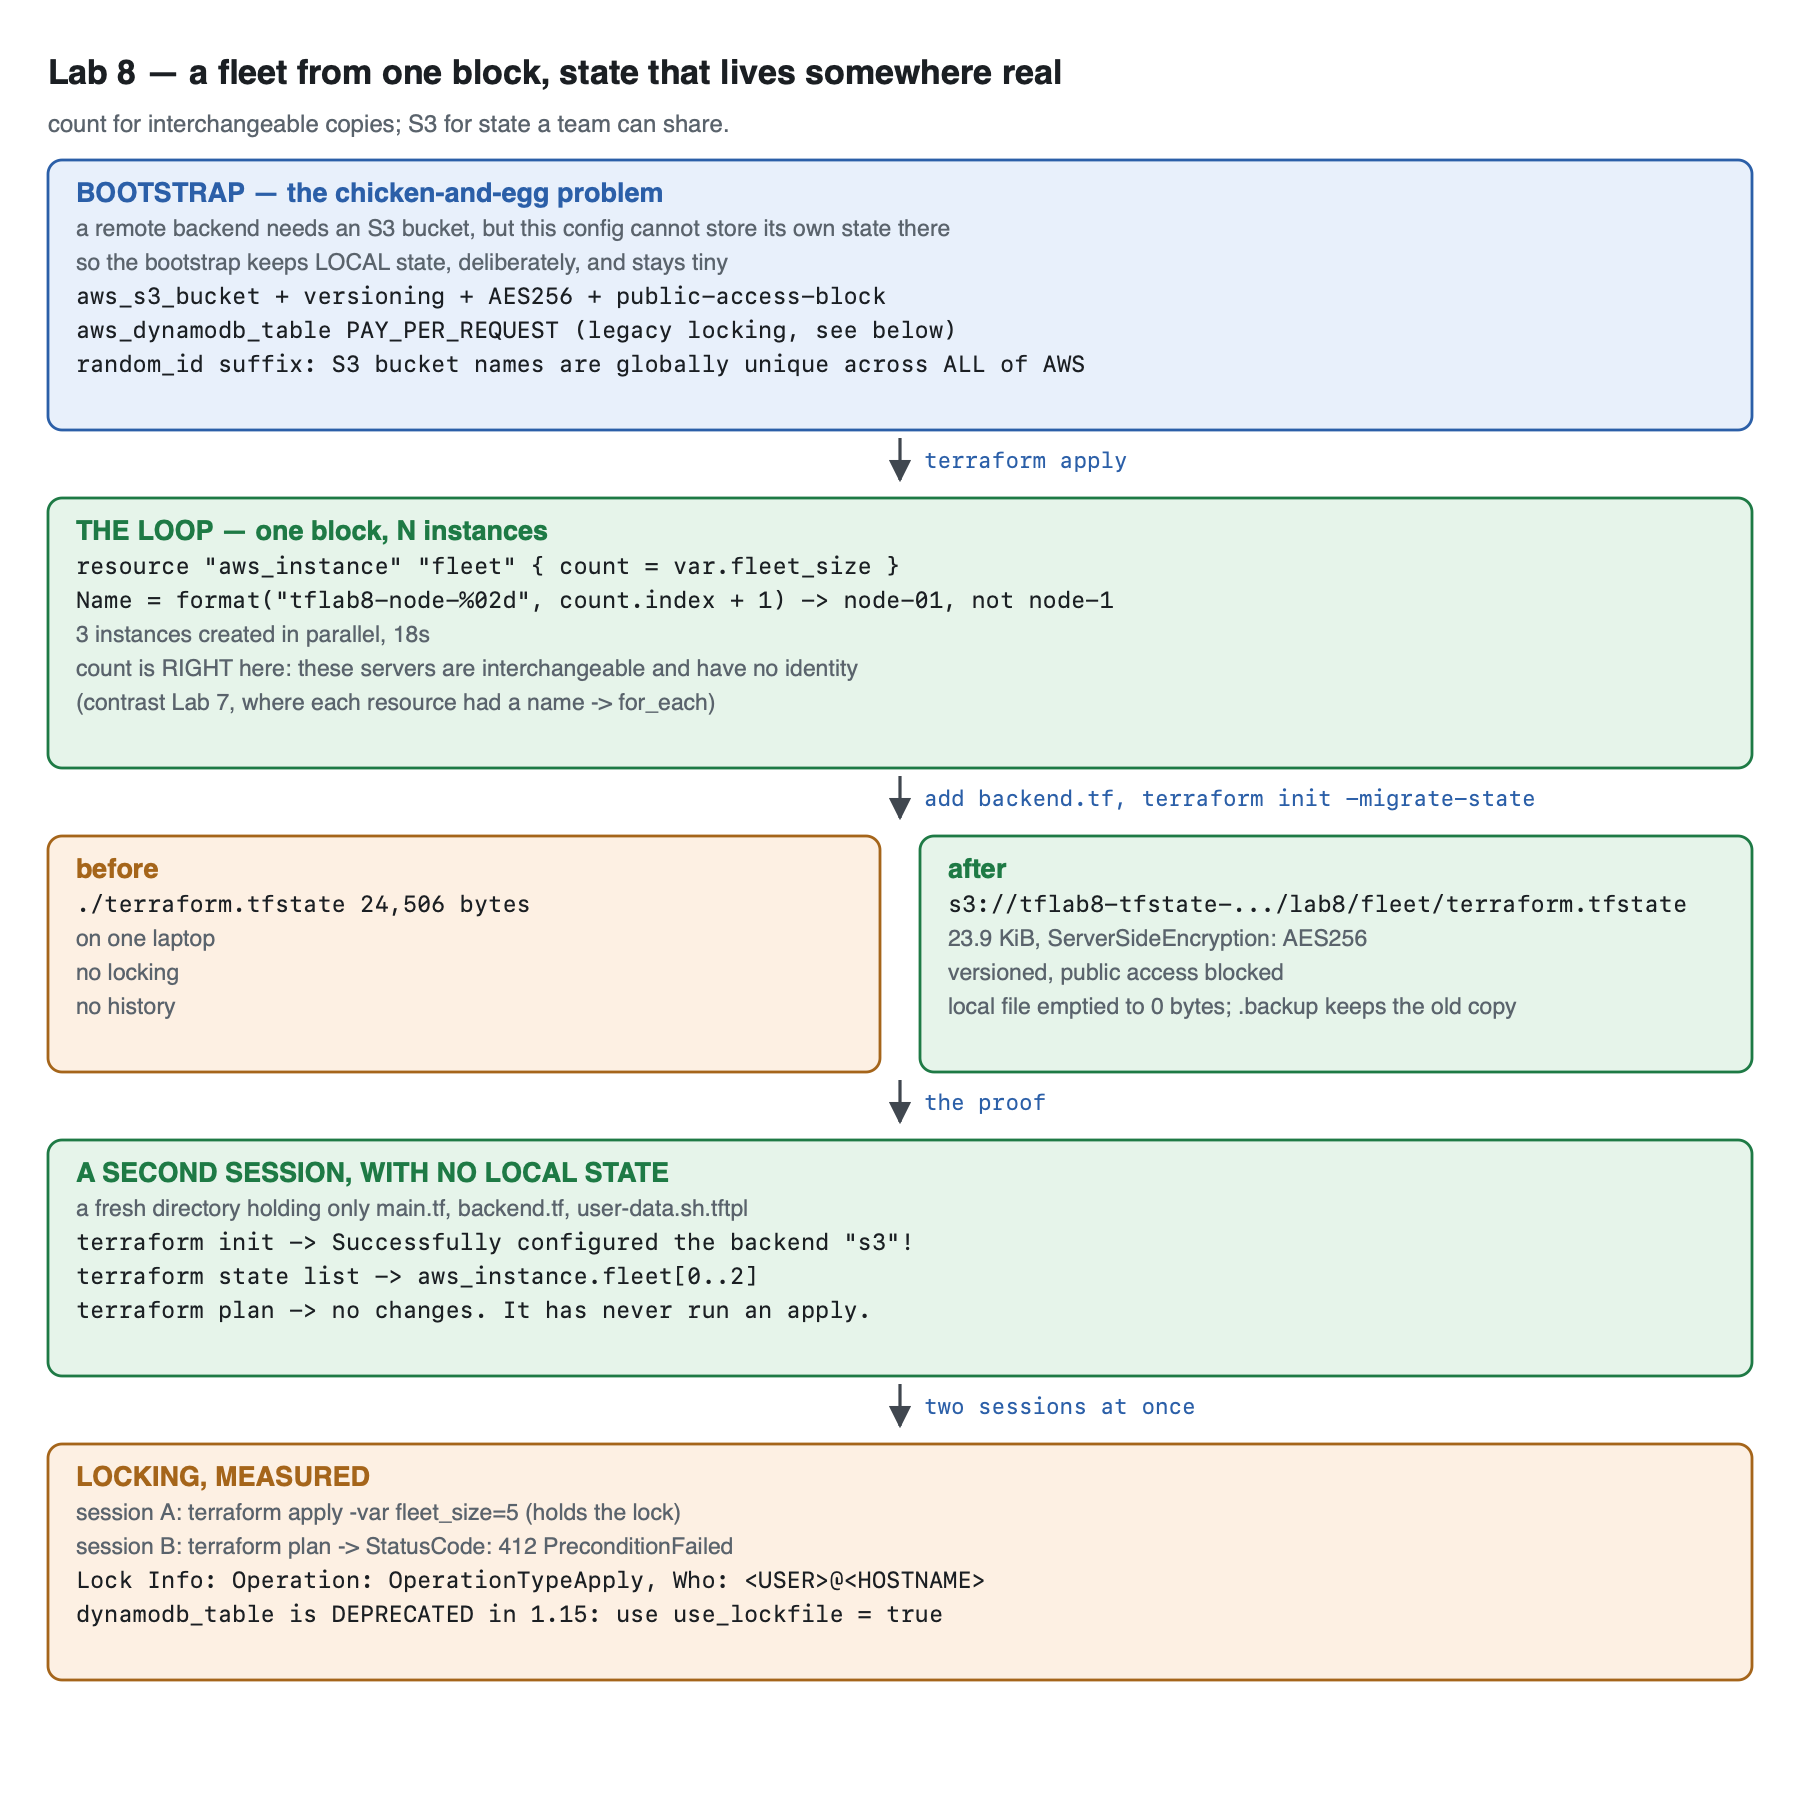 Lab 8 — a fleet from one block, state that lives somewhere real
count for interchangeable copies; S3 for state a team can share.
BOOTSTRAP — the chicken-and-egg problem
a remote backend needs an S3 bucket, but this config cannot store its own state there
so the bootstrap keeps LOCAL state, deliberately, and stays tiny
aws_s3_bucket + versioning + AES256 + public-access-block
aws_dynamodb_table PAY_PER_REQUEST (legacy locking, see below)
random_id suffix: S3 bucket names are globally unique across ALL of AWS
terraform apply
THE LOOP — one block, N instances
resource "aws_instance" "fleet" { count = var.fleet_size }
Name = format("tflab8-node-%02d", count.index + 1) -> node-01, not node-1
3 instances created in parallel, 18s
count is RIGHT here: these servers are interchangeable and have no identity
(contrast Lab 7, where each resource had a name -> for_each)
add backend.tf, terraform init -migrate-state
before
./terraform.tfstate 24,506 bytes
on one laptop
no locking
no history
after
s3://tflab8-tfstate-.../lab8/fleet/terraform.tfstate
23.9 KiB, ServerSideEncryption: AES256
versioned, public access blocked
local file emptied to 0 bytes; .backup keeps the old copy
the proof
A SECOND SESSION, WITH NO LOCAL STATE
a fresh directory holding only main.tf, backend.tf, user-data.sh.tftpl
terraform init -> Successfully configured the backend "s3"!
terraform state list -> aws_instance.fleet[0..2]
terraform plan -> no changes. It has never run an apply.
two sessions at once
LOCKING, MEASURED
session A: terraform apply -var fleet_size=5 (holds the lock)
session B: terraform plan -> StatusCode: 412 PreconditionFailed
Lock Info: Operation: OperationTypeApply, Who: <USER>@<HOSTNAME>
dynamodb_table is DEPRECATED in 1.15: use use_lockfile = true